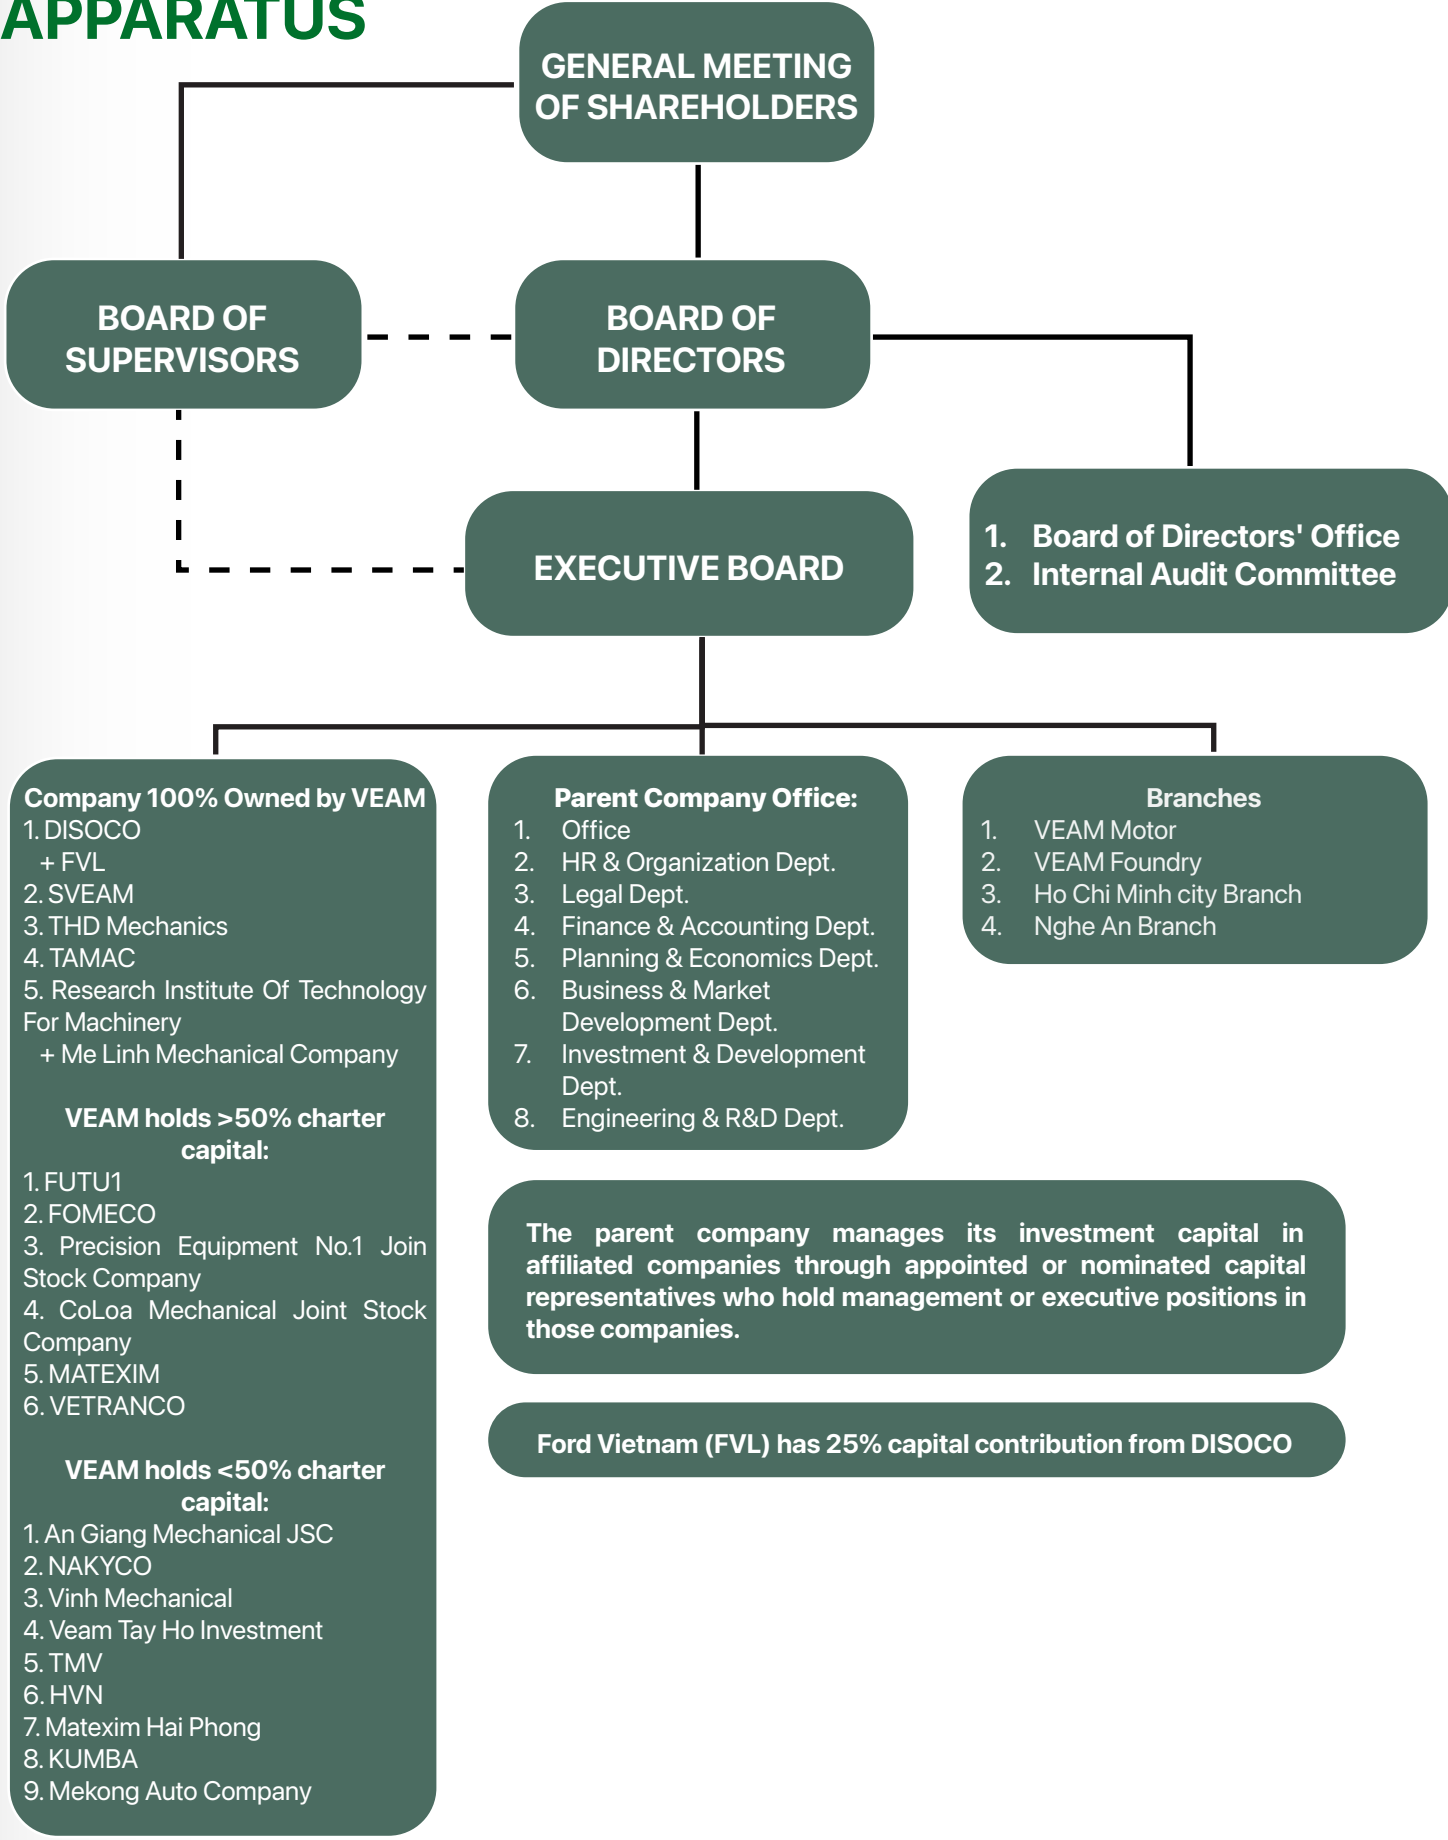 APPARATUS
GENERAL MEETING
OF SHAREHOLDERS
BOARD OF
SUPERVISORS
BOARD OF
DIRECTORS
EXECUTIVE BOARD
1. Board of Directors' Office
2. Internal Audit Committee
Company 100% Owned by VEAM
1. DISOCO
+ FVL
2. SVEAM
3. THD Mechanics
4. TAMAC
5. Research Institute Of Technology
For Machinery
+ Me Linh Mechanical Company
VEAM holds >50% charter
capital:
1. FUTU1
2. FOMECO
3. Precision Equipment No.1 Join
Stock Company
4. CoLoa Mechanical Joint Stock
Company
5. MATEXIM
6. VETRANCO
VEAM holds <50% charter
capital:
1. An Giang Mechanical JSC
2. NAKYCO
3. Vinh Mechanical
4. Veam Tay Ho Investment
5. TMV
6. HVN
7. Matexim Hai Phong
8. KUMBA
9. Mekong Auto Company
Parent Company Office:
1. Office
2. HR & Organization Dept.
3. Legal Dept.
4. Finance & Accounting Dept.
5. Planning & Economics Dept.
6. Business & Market
Development Dept.
7. Investment & Development
Dept.
8. Engineering & R&D Dept.
Branches
1. VEAM Motor
2. VEAM Foundry
3. Ho Chi Minh city Branch
4. Nghe An Branch
The parent company manages its investment capital in
affiliated companies through appointed or nominated capital
representatives who hold management or executive positions in
those companies.
Ford Vietnam (FVL) has 25% capital contribution from DISOCO